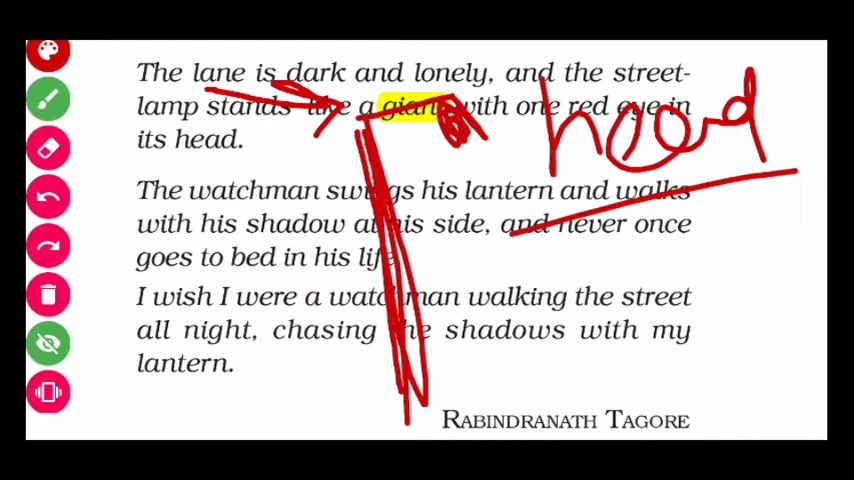 The lane is dark and lonely, and the street-
lamp stands like a giant with one red eye in
its head.
head
The watchman swings his lantern and walks
with his shadow at his side, and never once
goes to bed in his life.
I wish I were a watchman walking the street
all night, chasing the shadows with my
lantern.
RABINDRANATH TAGORE